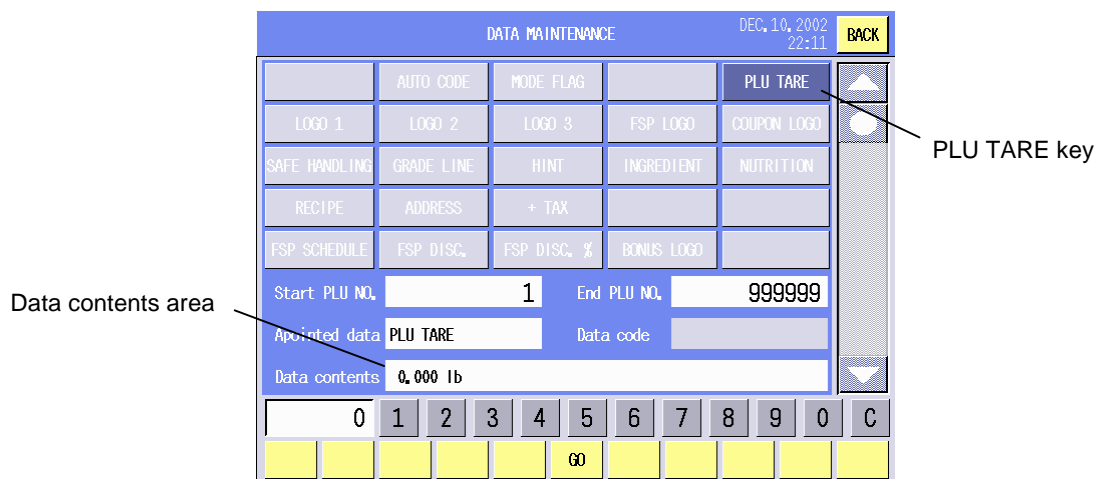 DATA MAINTENANCE
DEC.10.2002
22:11
BACK
AUTO CODE MODE FLAG PLU TARE
LOGO 1 LOGO 2 LOGO 3 FSP LOGO COUPON LOGO
PLU TARE key
SAFE HANDLING GRADE LINE HINT INGREDIENT NUTRITION
RECIPE ADDRESS + TAX
FSP SCHEDULE FSP DISC. FSP DISC. % BONUS LOGO
Start PLU NO. 1 End PLU NO. 999999
Data contents area
Apointed data PLU TARE Data code
Data contents 0.000 lb
0 1 2 3 4 5 6 7 8 9 0 C
GO